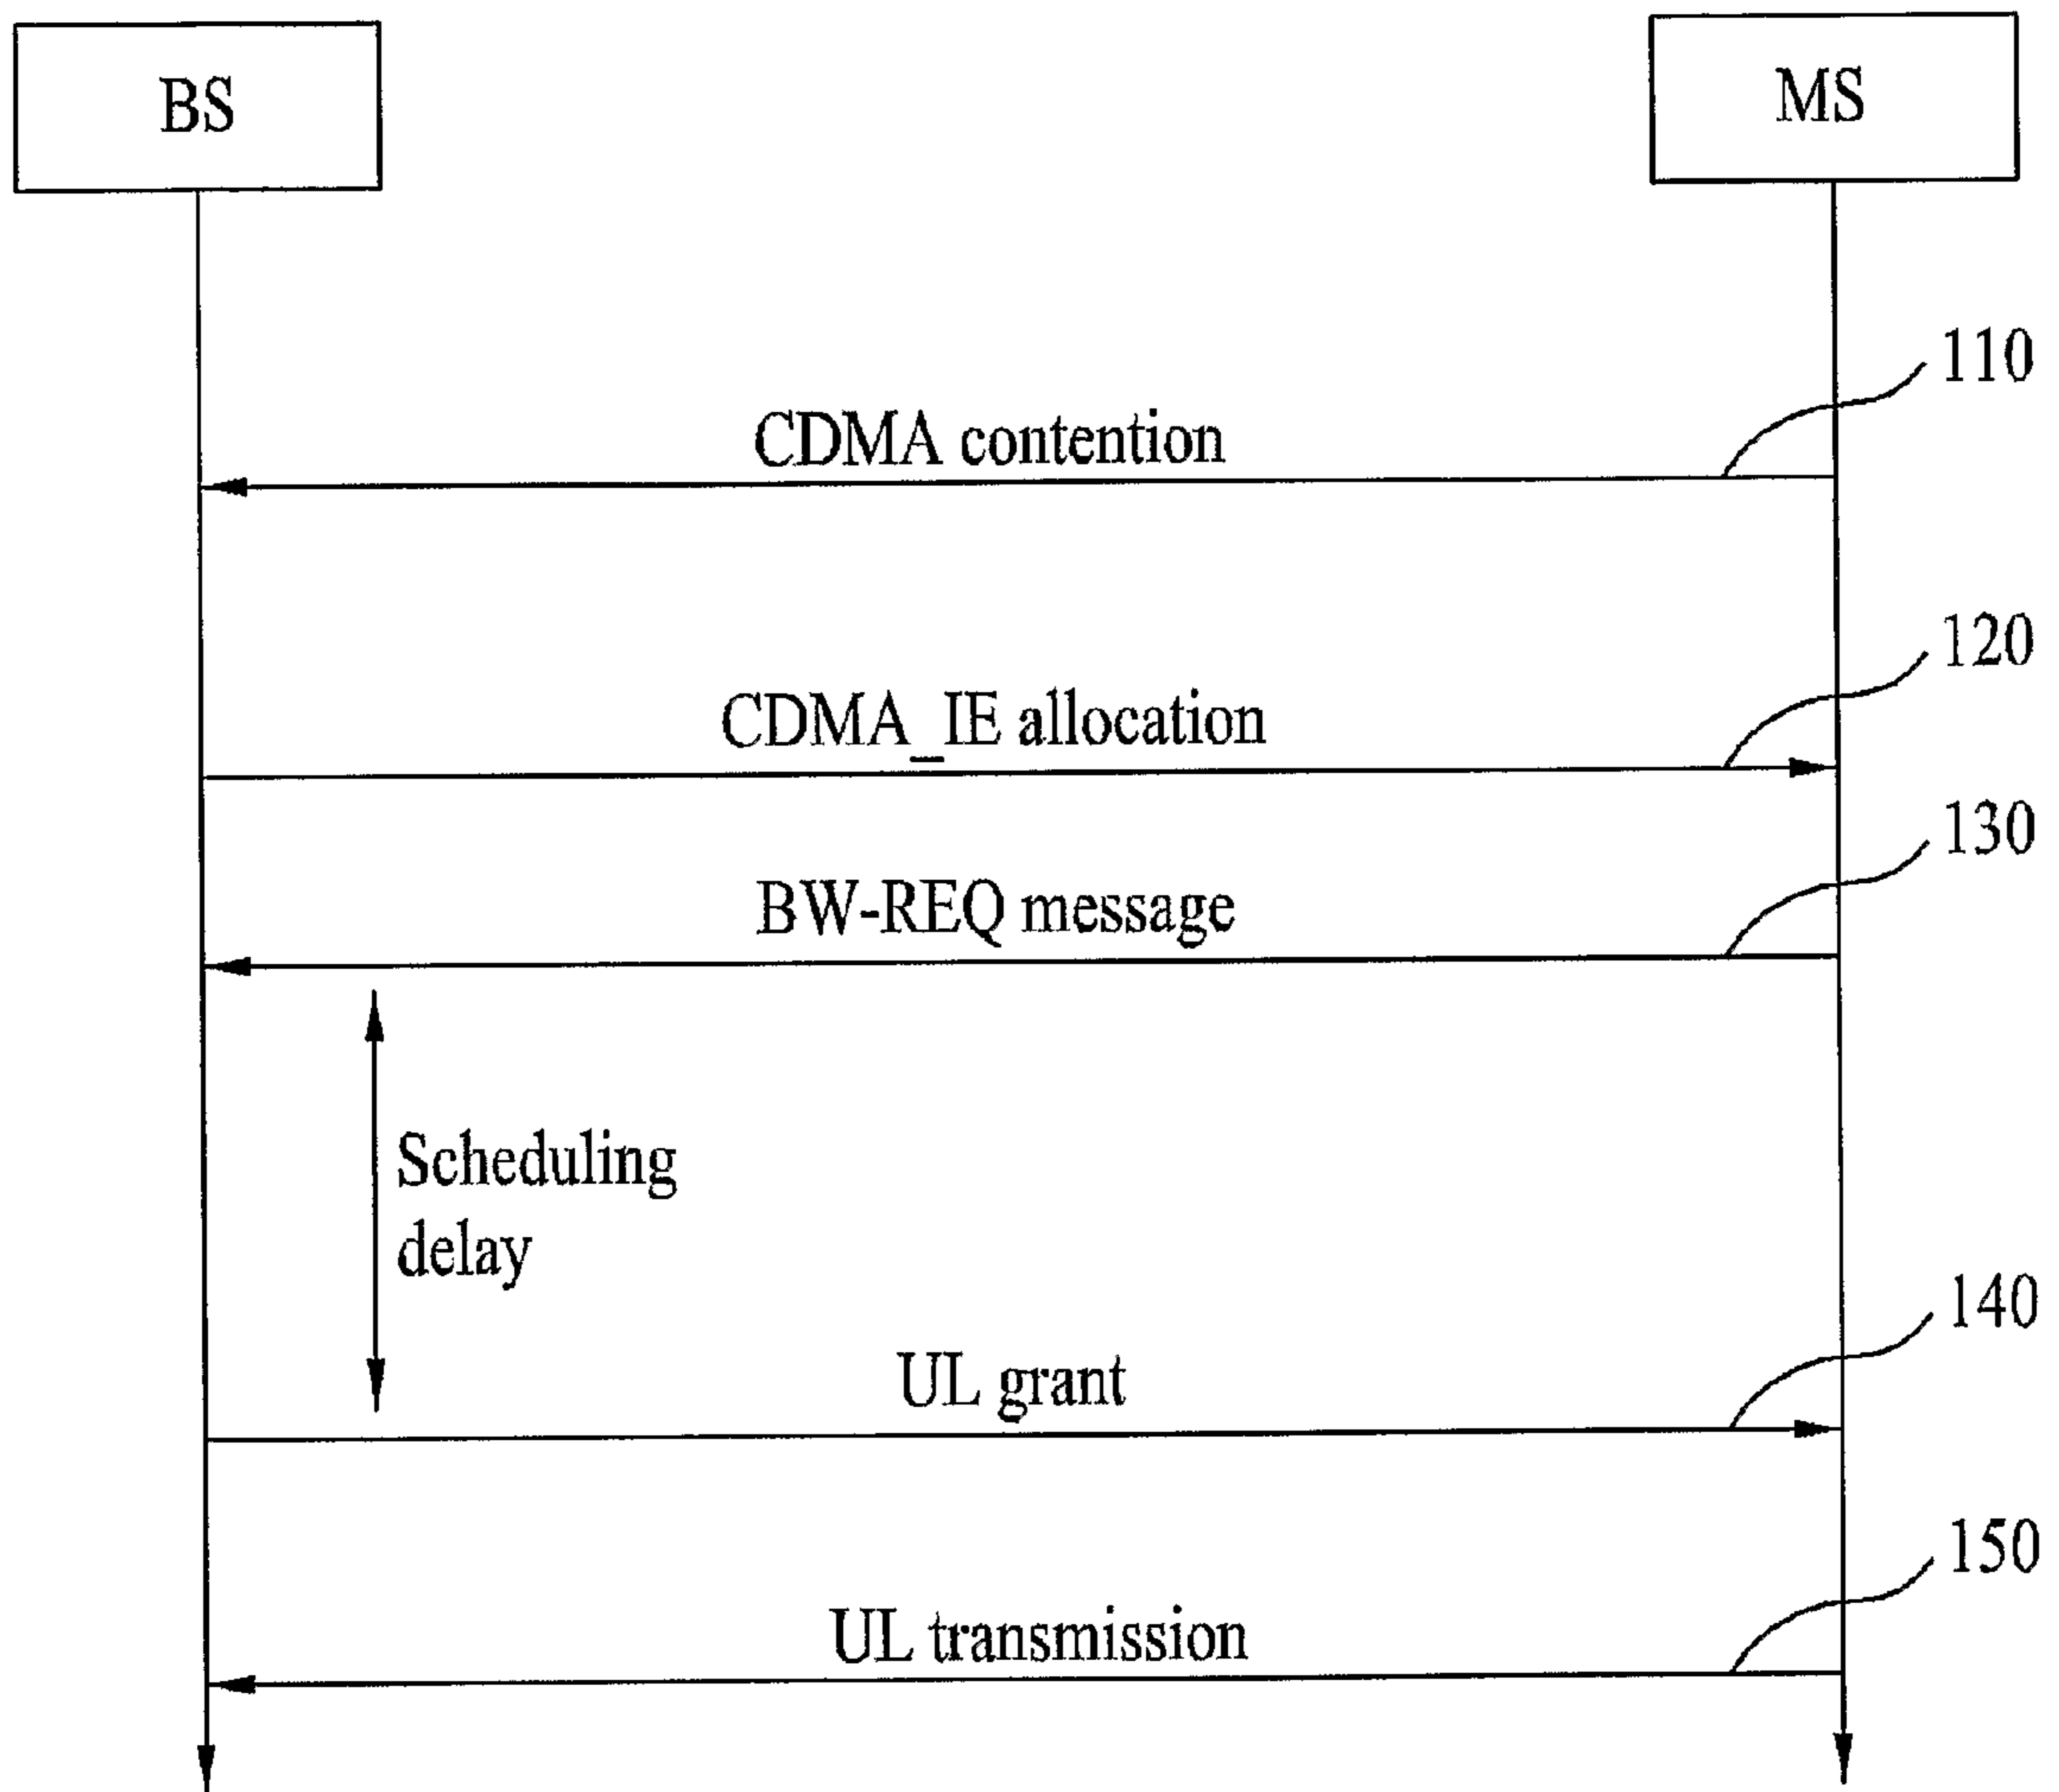 BS
MS
110
CDMA contention
120
CDMA_IE allocation
130
BW-REQ message
Scheduling
delay
140
UL grant
150
UL transmission